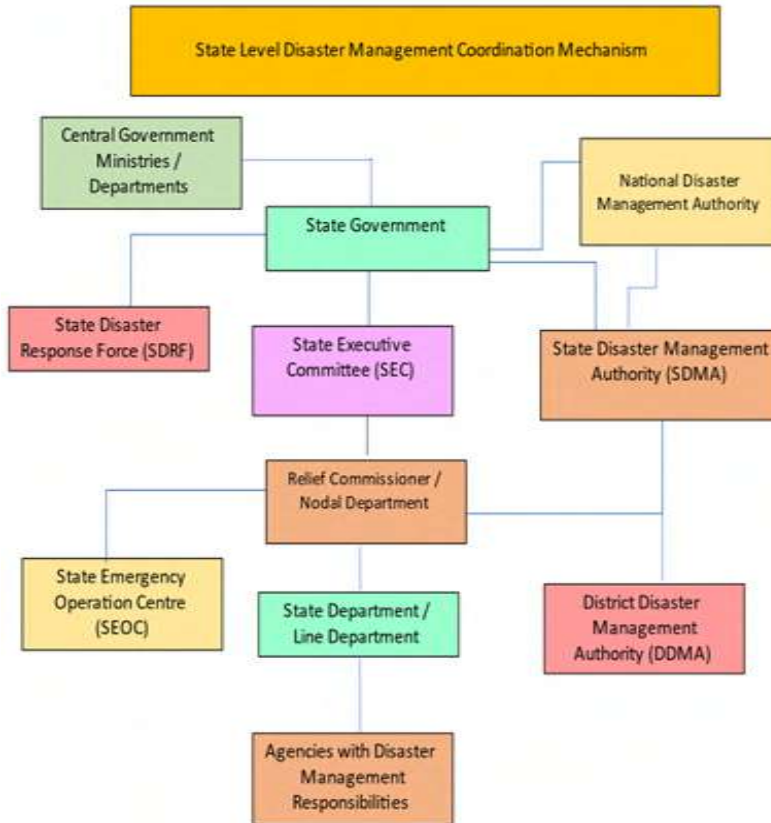 State Level Disaster Management Coordination Mechanism
Central Government
Ministries /
Departments
National Disaster
Management Authority
State Government
State Disaster
Response Force (SDRF)
State Executive
Committee (SEC)
State Disaster Management
Authority (SDMA)
Relief Commissioner /
Nodal Department
State Emergency
Operation Centre
(SEOC)
State Department /
Line Department
District Disaster
Management
Authority (DDMA)
Agencies with Disaster
Management
Responsibilities